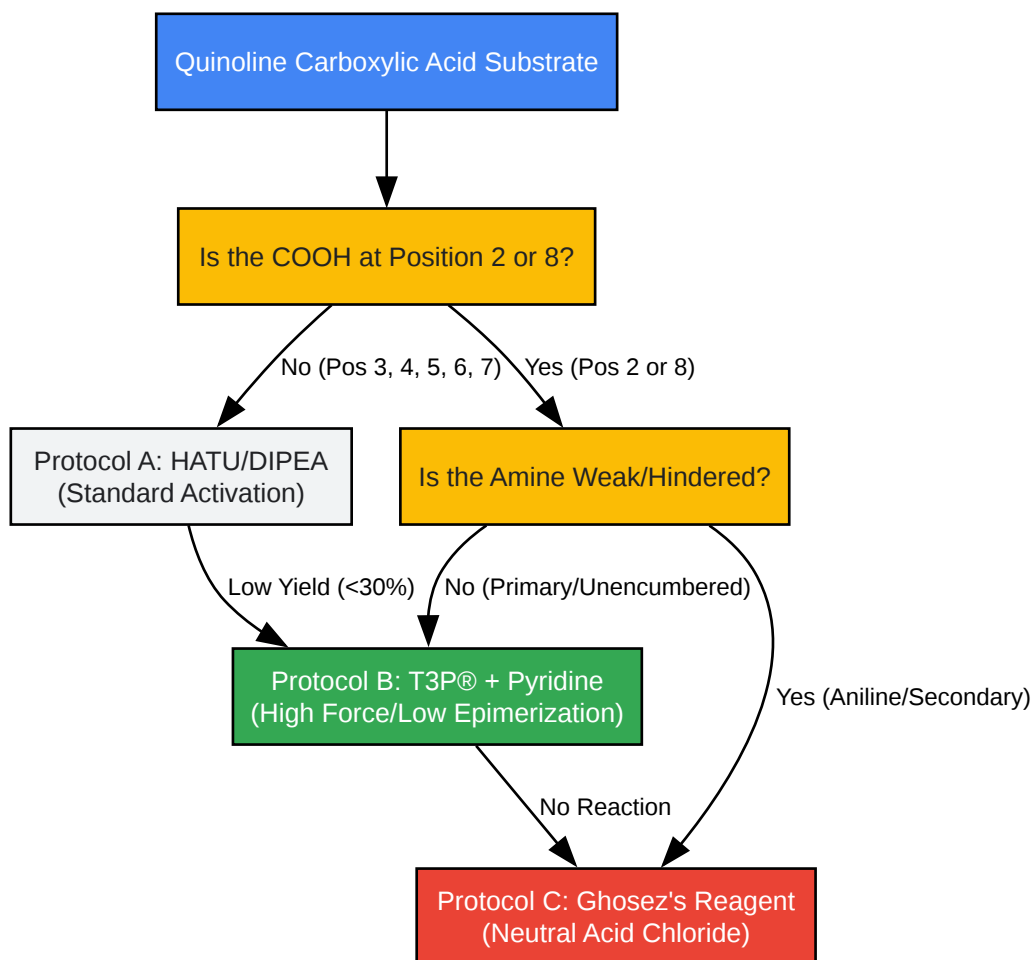 Quinoline Carboxylic Acid Substrate
Is the COOH at Position 2 or 8?
No (Pos 3, 4, 5, 6, 7)
Yes (Pos 2 or 8)
Protocol A: HATU/DIPEA
(Standard Activation)
Is the Amine Weak/Hindered?
Low Yield (<30%)
No (Primary/Unencumbered)
Protocol B: T3P® + Pyridine
(High Force/Low Epimerization)
Yes (Aniline/Secondary)
No Reaction
Protocol C: Ghosez's Reagent
(Neutral Acid Chloride)